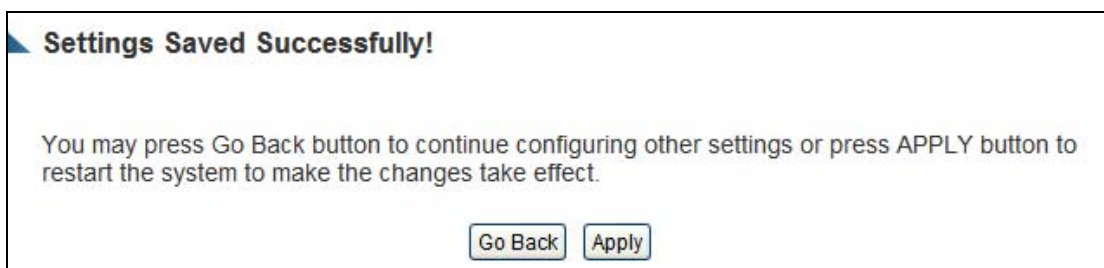 Settings Saved Successfully!
You may press Go Back button to continue configuring other settings or press APPLY button to
restart the system to make the changes take effect.
Go Back Apply